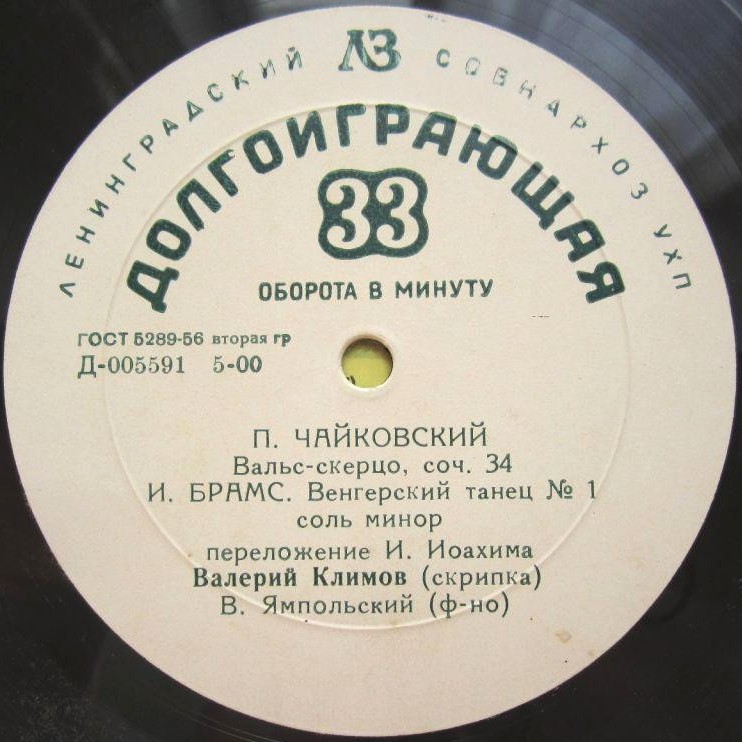 ЛЕНИНГРАДСКИЙ ЛЗ СОВНАРХОЗ УХП
ДОЛГОИГРАЮЩАЯ
33
ОБОРОТА В МИНУТУ
ГОСТ 5289-56 вторая гр
Д-005591 5-00
П. ЧАЙКОВСКИЙ
Вальс-скерцо, соч. 34
И. БРАМС. Венгерский танец № 1
соль минор
переложение И. Иоахима
Валерий Климов (скрипка)
В. Ямпольский (ф-но)